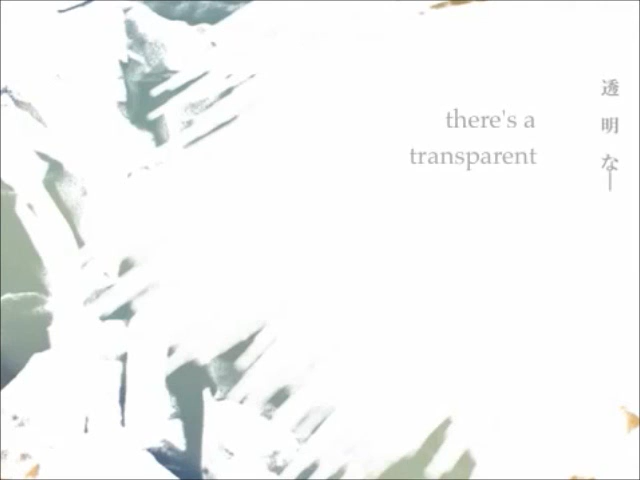 there's a
transparent
透明な—